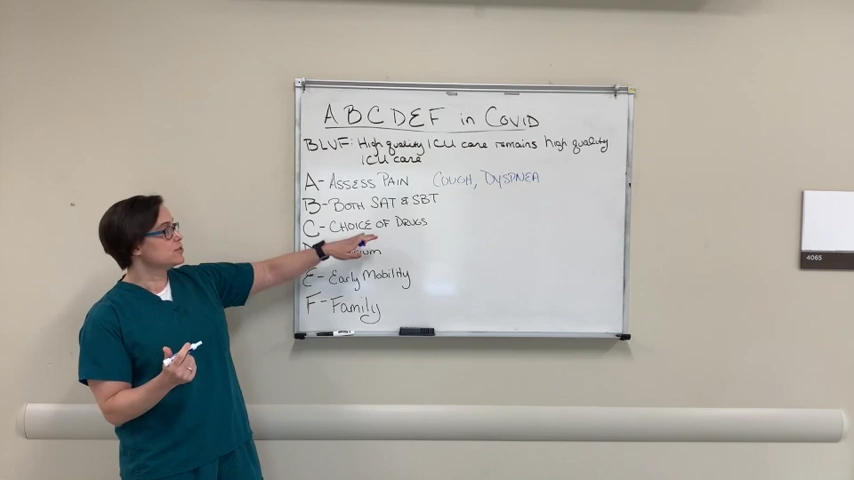 A B C D E F in COVID
BLUF: High quality ICU care remains high quality
ICU care
A- ASSESS PAIN COUGH, DYSPNEA
B- BOTH SAT & SBT
C- CHOICE OF DRUGS
E- Early Mobility
F- Family
4065